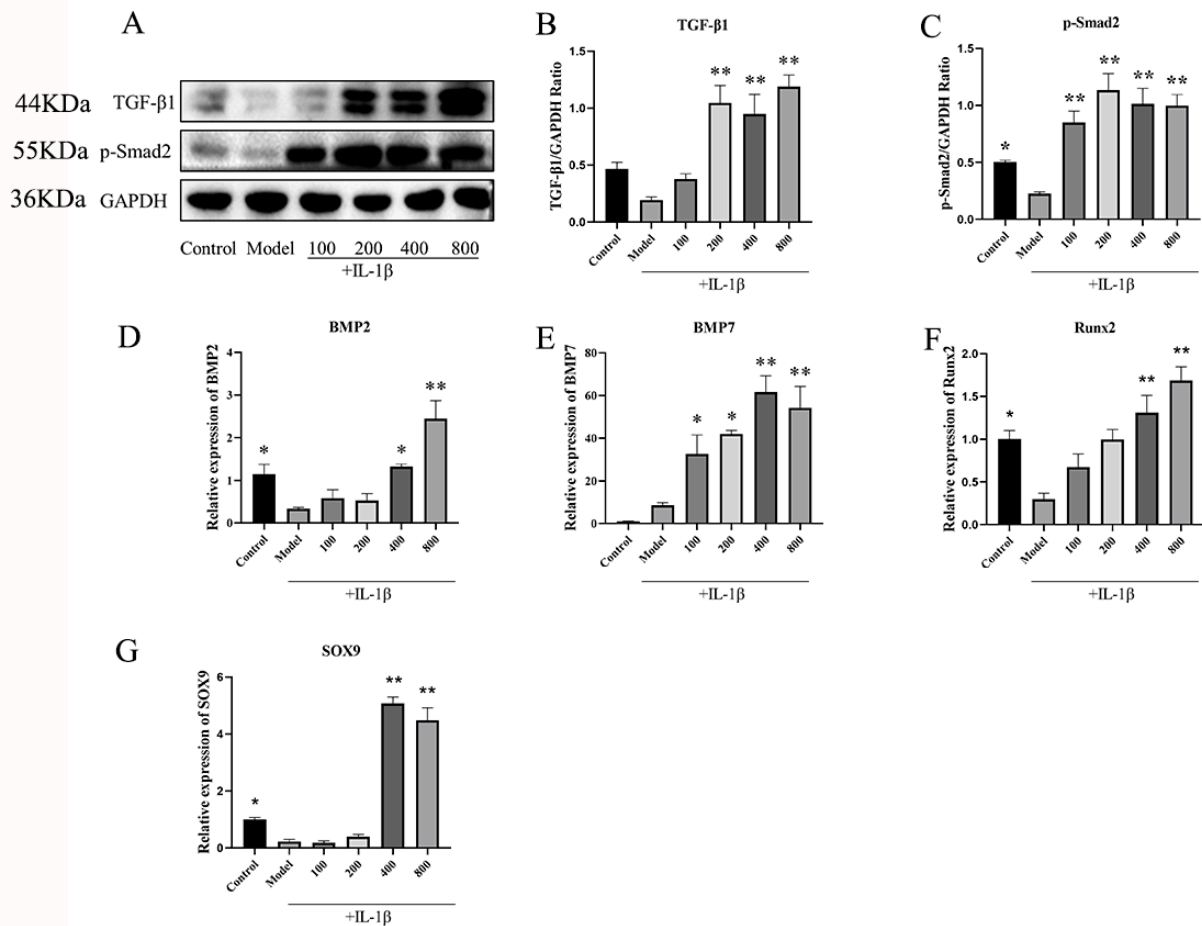 A
44KDa TGF-β1
55KDa p-Smad2
36KDa GAPDH
Control Model 100 200 400 800
+IL-1β
B
TGF-β1
TGF-β1/GAPDH Ratio
1.5
1.0
0.5
0.0
** ** **
Control Model 100 200 400 800
+IL-1β
C
p-Smad2
p-Smad2/GAPDH Ratio
1.5
1.0
0.5
0.0
* ** ** ** **
Control Model 100 200 400 800
+IL-1β
D
BMP2
Relative expression of BMP2
4
3
2
1
0
* * **
Control Model 100 200 400 800
+IL-1β
E
BMP7
Relative expression of BMP7
80
60
40
20
0
* * ** **
Control Model 100 200 400 800
+IL-1β
F
Runx2
Relative expression of Runx2
2.0
1.5
1.0
0.5
0.0
* ** **
Control Model 100 200 400 800
+IL-1β
G
SOX9
Relative expression of SOX9
6
4
2
0
* ** **
Control Model 100 200 400 800
+IL-1β